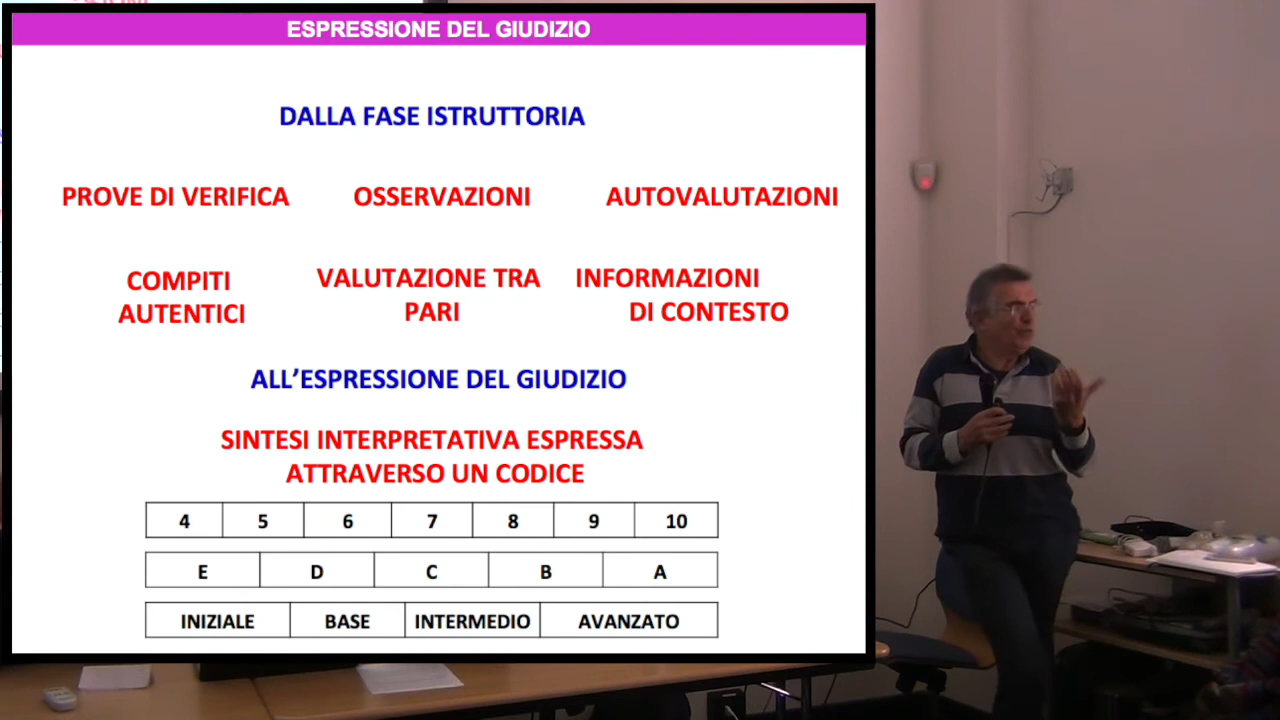 ESPRESSIONE DEL GIUDIZIO
DALLA FASE ISTRUTTORIA
PROVE DI VERIFICA OSSERVAZIONI AUTOVALUTAZIONI
COMPITI AUTENTICI
VALUTAZIONE TRA PARI
INFORMAZIONI DI CONTESTO
ALL’ESPRESSIONE DEL GIUDIZIO
SINTESI INTERPRETATIVA ESPRESSA
ATTRAVERSO UN CODICE
4 5 6 7 8 9 10
E D C B A
INIZIALE BASE INTERMEDIO AVANZATO